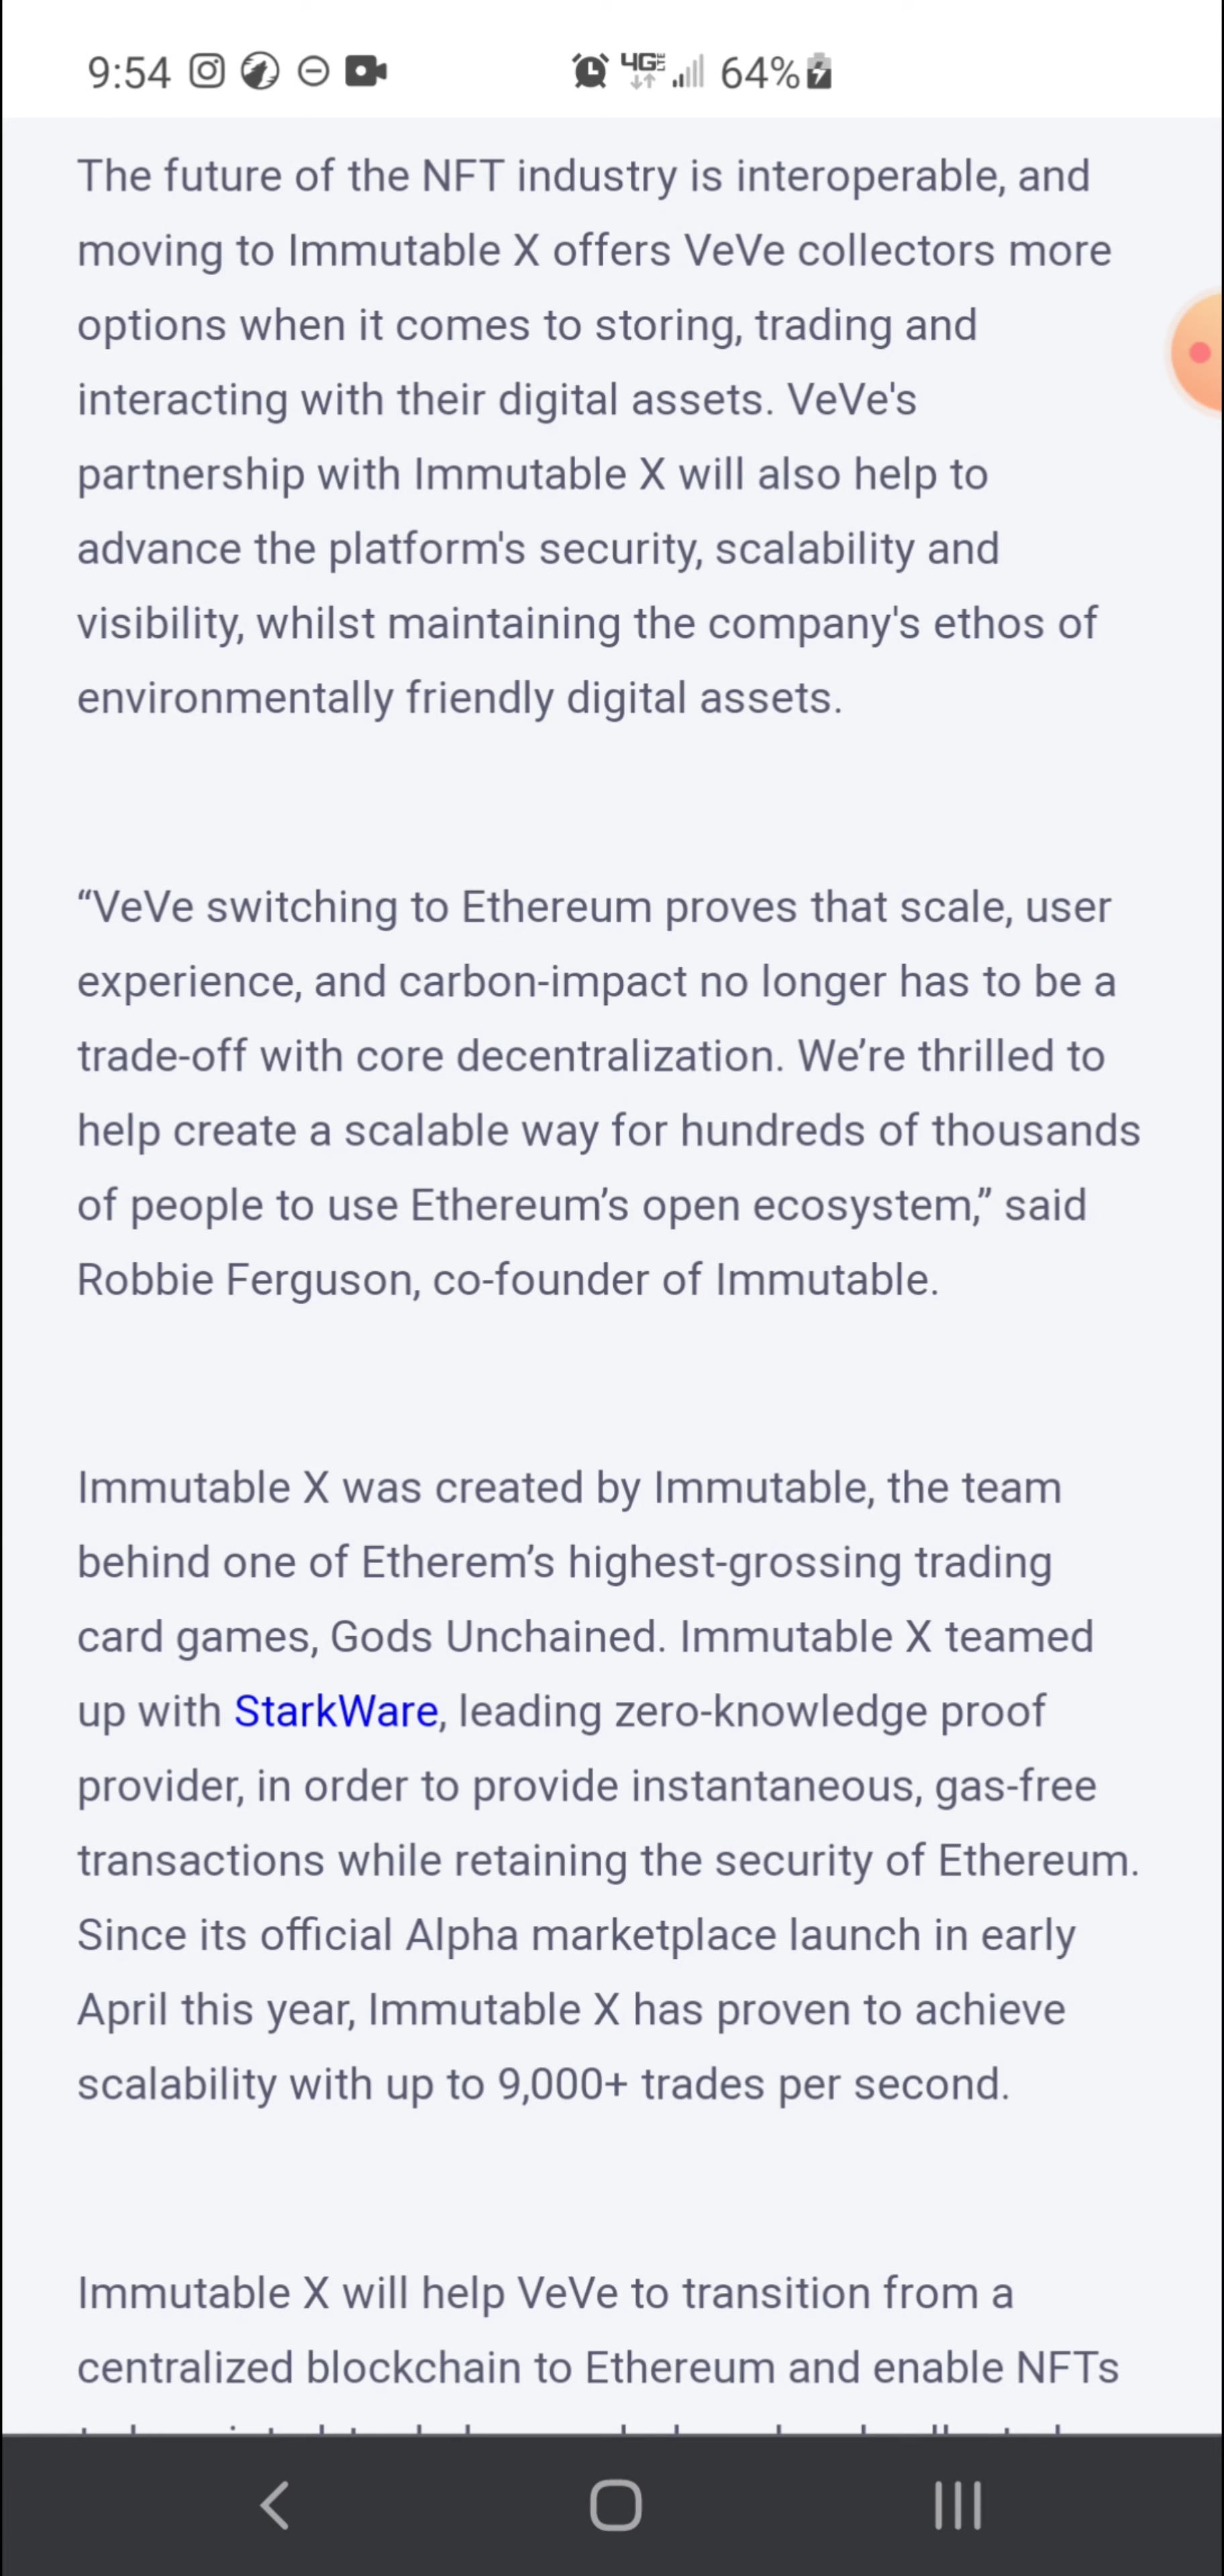 9:54 4G LTE 64%
The future of the NFT industry is interoperable, and
moving to Immutable X offers VeVe collectors more
options when it comes to storing, trading and
interacting with their digital assets. VeVe's
partnership with Immutable X will also help to
advance the platform's security, scalability and
visibility, whilst maintaining the company's ethos of
environmentally friendly digital assets.
“VeVe switching to Ethereum proves that scale, user
experience, and carbon-impact no longer has to be a
trade-off with core decentralization. We’re thrilled to
help create a scalable way for hundreds of thousands
of people to use Ethereum’s open ecosystem,” said
Robbie Ferguson, co-founder of Immutable.
Immutable X was created by Immutable, the team
behind one of Etherem’s highest-grossing trading
card games, Gods Unchained. Immutable X teamed
up with StarkWare, leading zero-knowledge proof
provider, in order to provide instantaneous, gas-free
transactions while retaining the security of Ethereum.
Since its official Alpha marketplace launch in early
April this year, Immutable X has proven to achieve
scalability with up to 9,000+ trades per second.
Immutable X will help VeVe to transition from a
centralized blockchain to Ethereum and enable NFTs